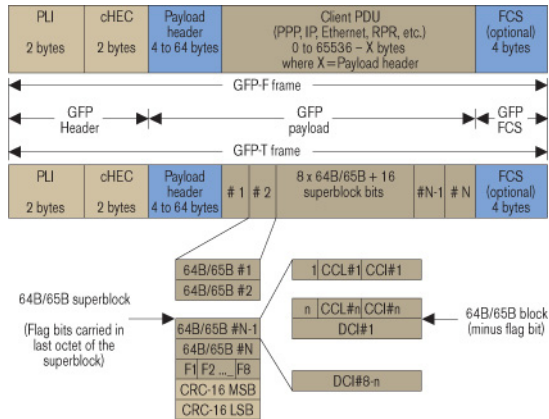 PLI
2 bytes
cHEC
2 bytes
Payload
header
4 to 64 bytes
Client PDU
(PPP, IP, Ethernet, RPR, etc.)
0 to 65536 – X bytes
where X=Payload header
FCS
(optional)
4 bytes
GFP-F frame
GFP
Header
GFP
payload
GFP
FCS
GFP-T frame
PLI
2 bytes
cHEC
2 bytes
Payload
header
4 to 64 bytes
# 1
# 2
8 x 64B/65B + 16
superblock bits
#N-1
# N
FCS
(optional)
4 bytes
64B/65B superblock
(Flag bits carried in
last octet of the
superblock)
64B/65B #1
64B/65B #2
64B/65B #N-1
64B/65B #N
F1 F2 ... F8
CRC-16 MSB
CRC-16 LSB
1 CCL#1 CCI#1
n CCL#n CCI#n
DCI#1
DCI#8-n
64B/65B block
(minus flag bit)